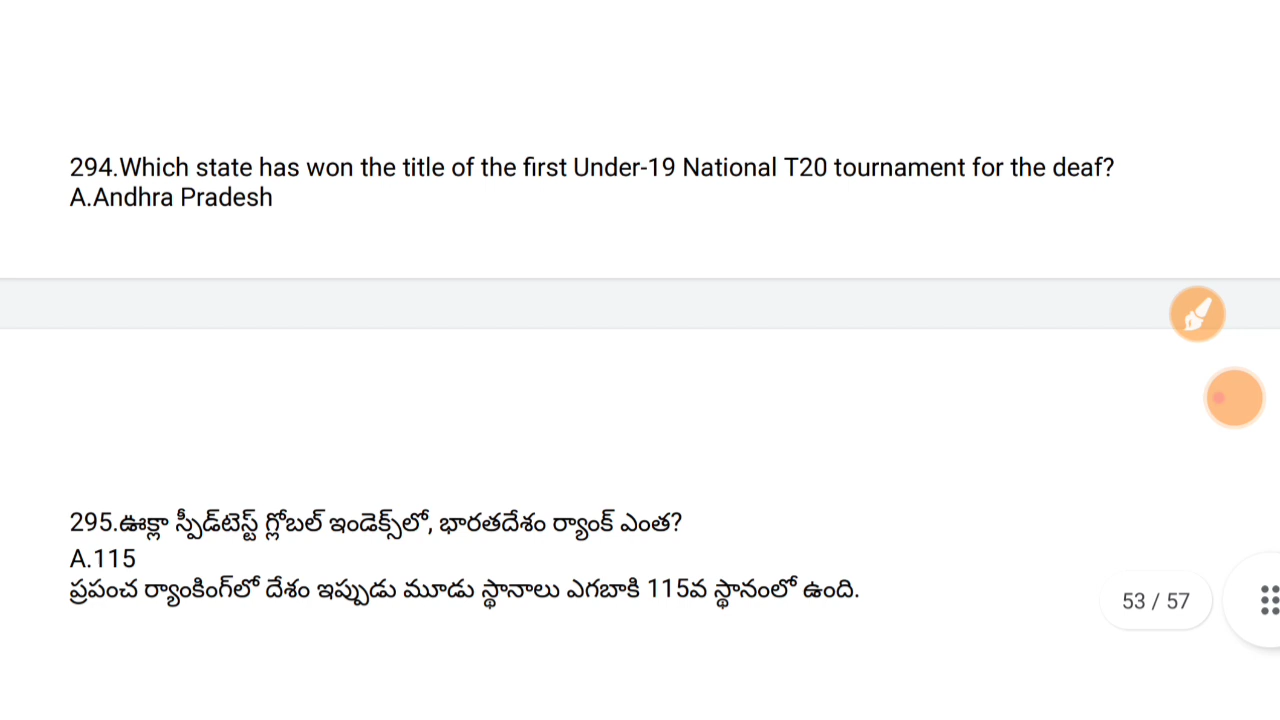 294.Which state has won the title of the first Under-19 National T20 tournament for the deaf?
A.Andhra Pradesh
295.ఊక్లా స్పీడ్‌టెస్ట్ గ్లోబల్ ఇండెక్స్‌లో, భారతదేశం ర్యాంక్ ఎంత?
A.115
ప్రపంచ ర్యాంకింగ్‌లో దేశం ఇప్పుడు మూడు స్థానాలు ఎగబాకి 115వ స్థానంలో ఉంది.
53 / 57